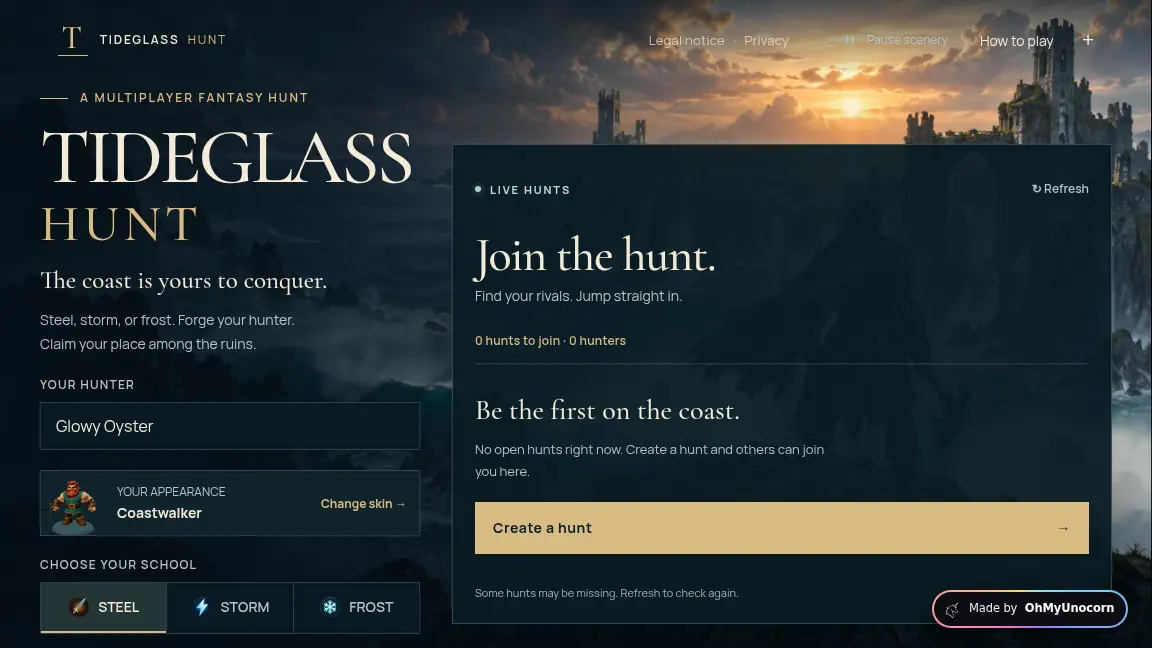 T TIDEGLASS HUNT
Legal notice · Privacy
Pause scenery
How to play +
A MULTIPLAYER FANTASY HUNT
TIDEGLASS
HUNT
The coast is yours to conquer.
Steel, storm, or frost. Forge your hunter.
Claim your place among the ruins.
YOUR HUNTER
Glowy Oyster
YOUR APPEARANCE
Coastwalker
Change skin →
CHOOSE YOUR SCHOOL
STEEL
STORM
FROST
LIVE HUNTS
↻ Refresh
Join the hunt.
Find your rivals. Jump straight in.
0 hunts to join · 0 hunters
Be the first on the coast.
No open hunts right now. Create a hunt and others can join
you here.
Create a hunt →
Some hunts may be missing. Refresh to check again.
Made by OhMyUnocorn